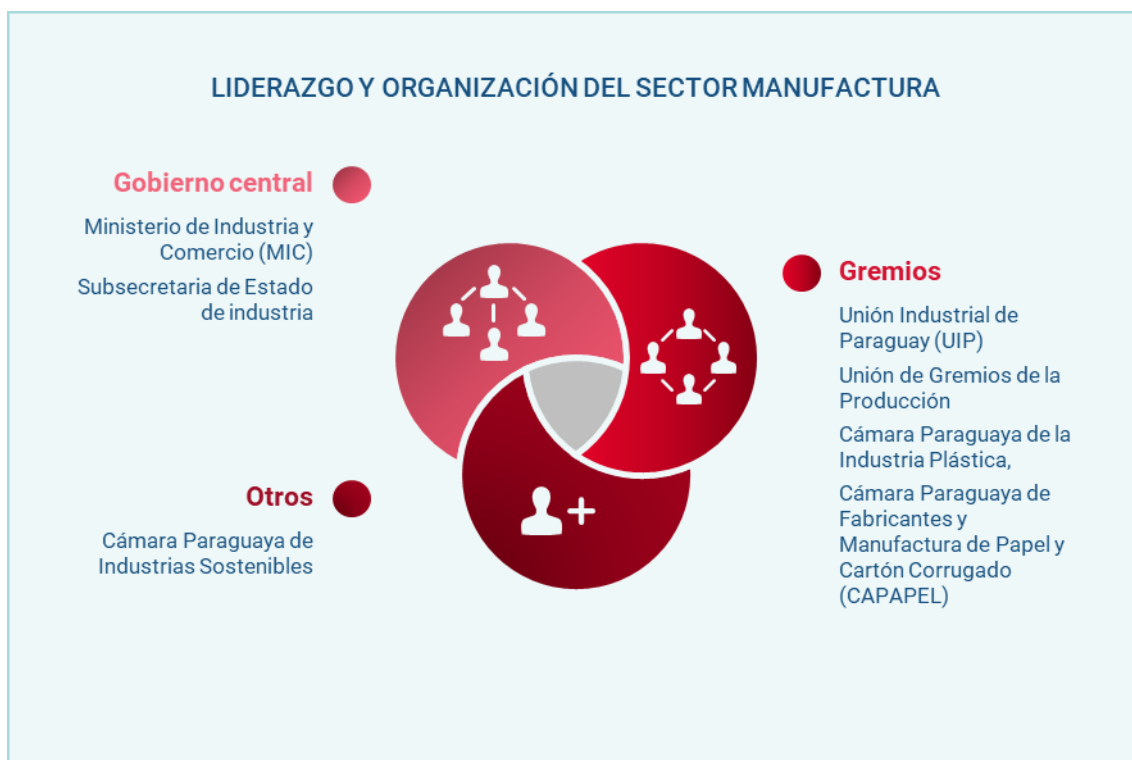 LIDERAZGO Y ORGANIZACIÓN DEL SECTOR MANUFACTURA
Gobierno central
Ministerio de Industria y
Comercio (MIC)
Subsecretaria de Estado
de industria
Otros
Cámara Paraguaya de
Industrias Sostenibles
Gremios
Unión Industrial de
Paraguay (UIP)
Unión de Gremios de la
Producción
Cámara Paraguaya de la
Industria Plástica,
Cámara Paraguaya de
Fabricantes y
Manufactura de Papel y
Cartón Corrugado
(CAPAPEL)